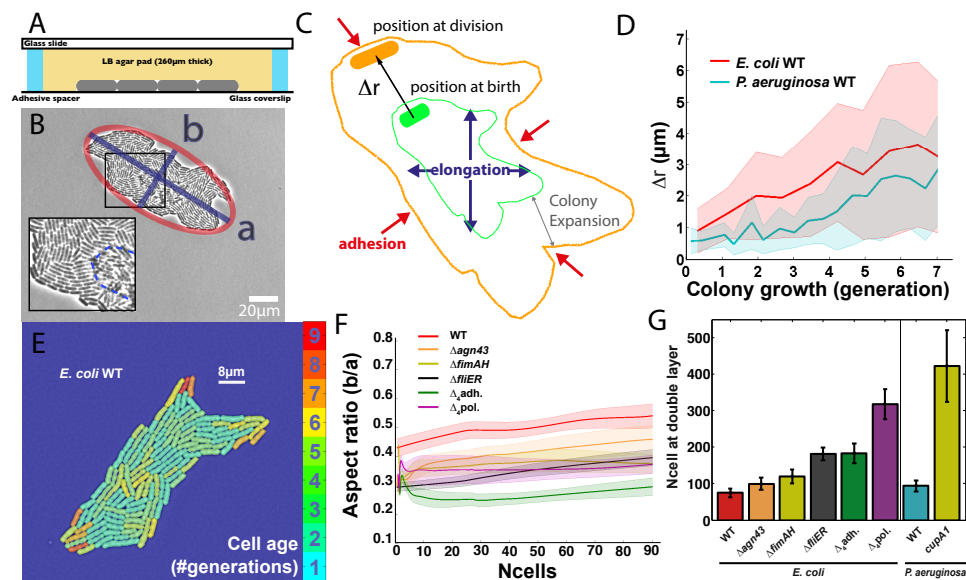 A
Glass slide
LB agar pad (260μm thick)
Adhesive spacer
Glass coverslip
B
b
a
20μm
C
position at division
Δr
position at birth
elongation
adhesion
Colony
Expansion
D
E. coli WT
P. aeruginosa WT
Δr (μm)
0 1 2 3 4 5 6 7
0 1 2 3 4 5 6 7
Colony growth (generation)
E
E. coli WT
8μm
9
8
7
6
5
4
3
2
1
Cell age
(#generations)
F
WT
Δagn43
ΔfimAH
ΔfliER
Δ4adh.
Δ4pol.
Aspect ratio (b/a)
0.8
0.7
0.6
0.5
0.4
0.3
0.2
0.1
0 10 20 30 40 50 60 70 80 90
Ncells
G
Ncell at double layer
500
400
300
200
100
0
WT
Δagn43
ΔfimAH
ΔfliER
Δ4adh.
Δ4pol.
WT
cupA1
E. coli
P. aeruginosa